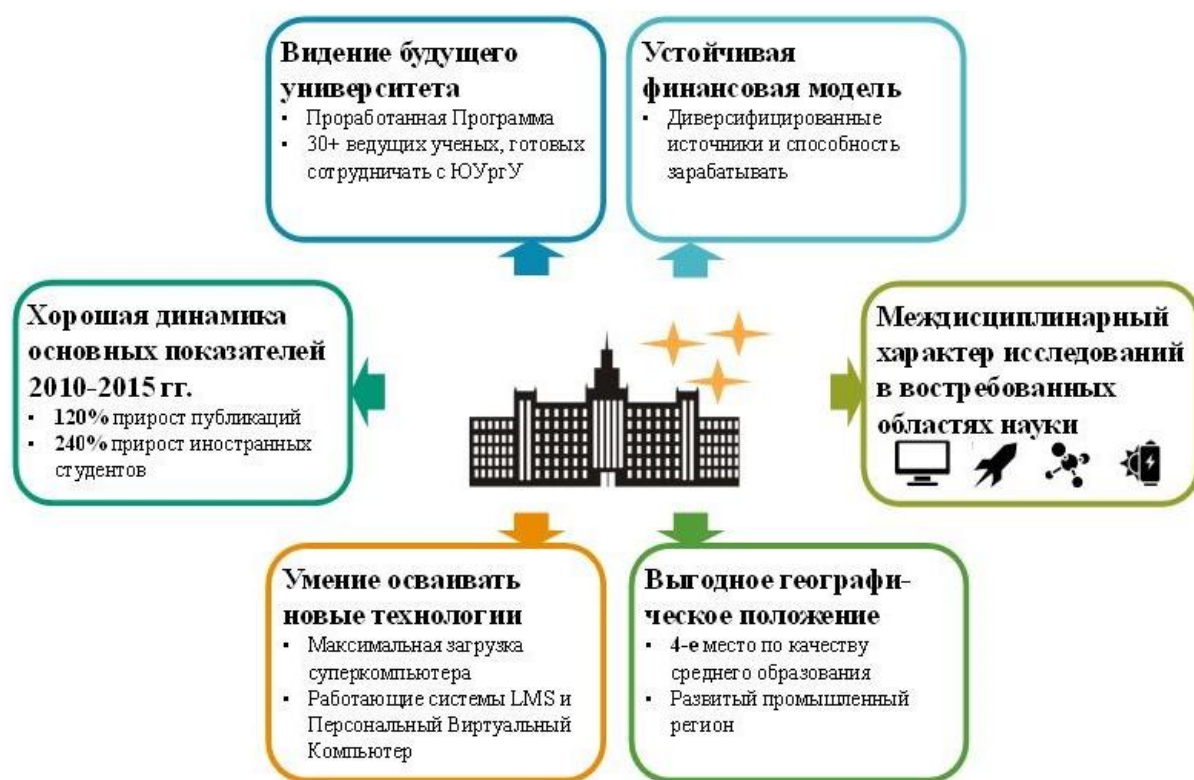 Видение будущего
университета
▪ Проработанная Программа
▪ 30+ ведущих ученых, готовых
сотрудничать с ЮУргУ
Устойчивая
финансовая модель
▪ Диверсифицированные
источники и способность
зарабатывать
Хорошая динамика
основных показателей
2010-2015 гг.
▪ 120% прирост публикаций
▪ 240% прирост иностранных
студентов
Междисциплинарный
характер исследований
в востребованных
областях науки
Умение осваивать
новые технологии
▪ Максимальная загрузка
суперкомпьютера
▪ Работающие системы LMS и
Персональный Виртуальный
Компьютер
Выгодное географи-
ческое положение
▪ 4-е место по качеству
среднего образования
▪ Развитый промышленный
регион